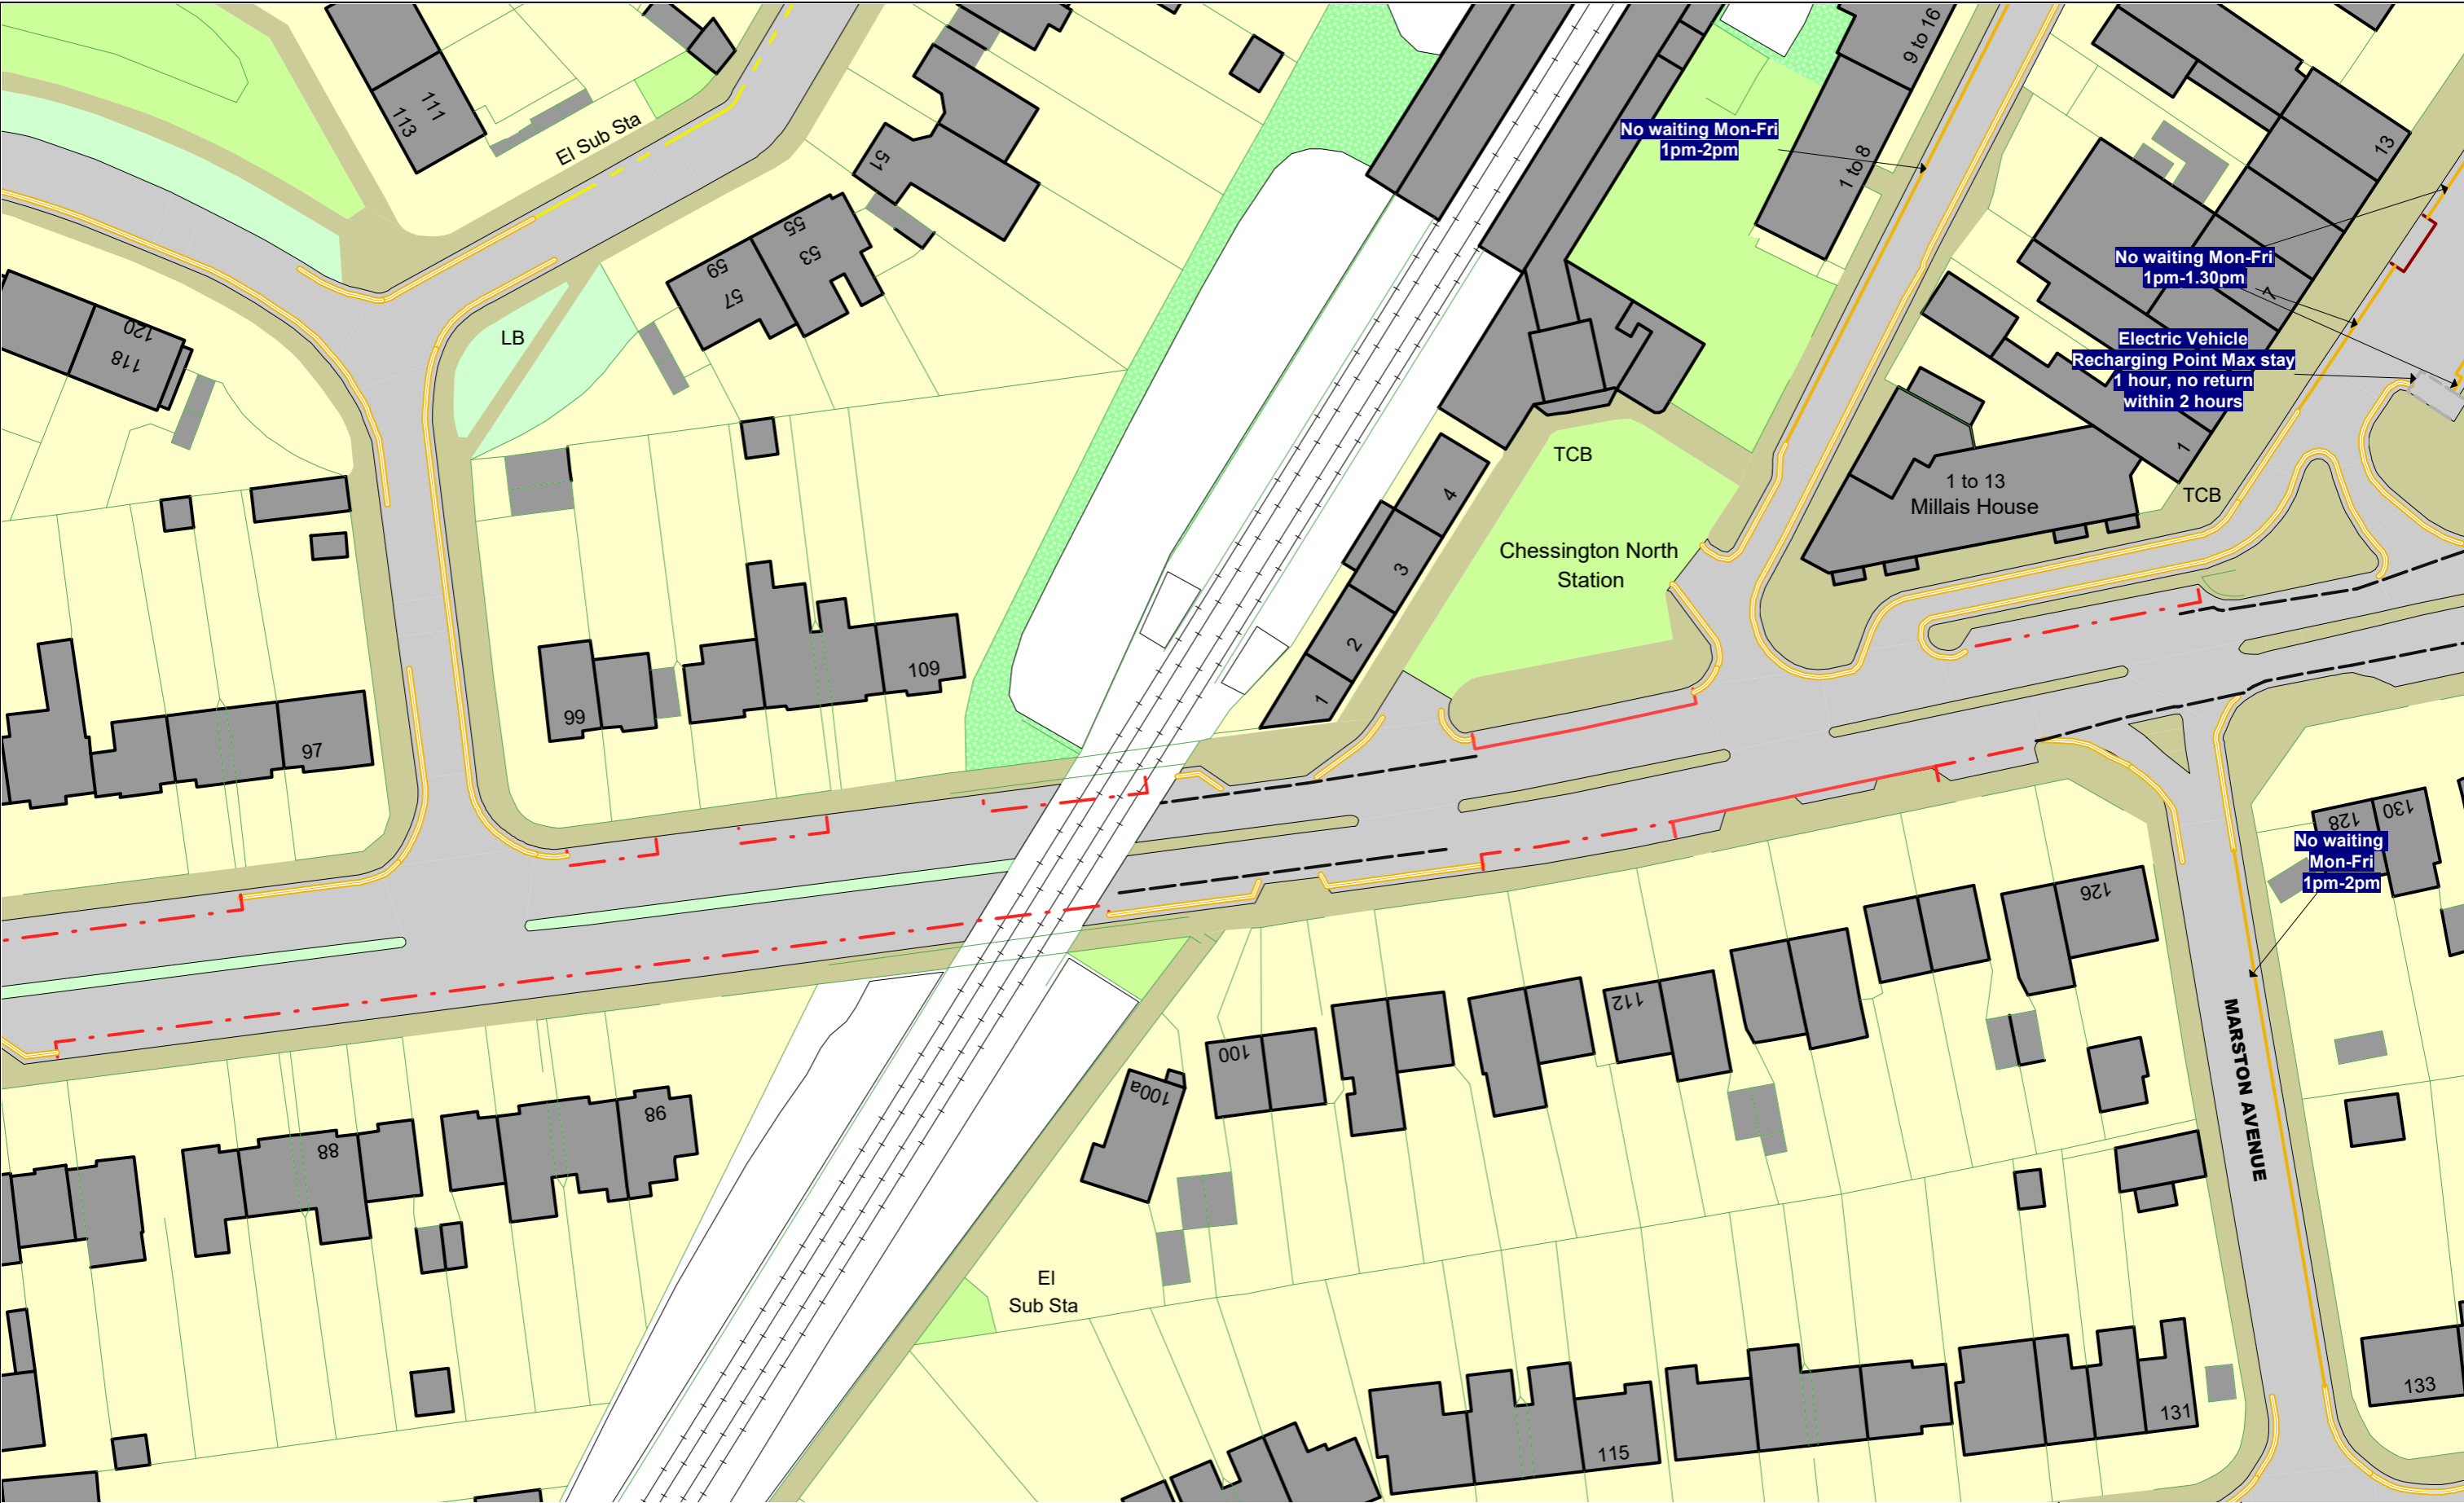 9 to 16
111
113
El Sub Sta
51
No waiting Mon-Fri
1pm-2pm
1 to 8
13
55
53
59
57
No waiting Mon-Fri
1pm-1.30pm
7
120
118
LB
Electric Vehicle
Recharging Point Max stay
1 hour, no return
within 2 hours
TCB
1
4
1 to 13
Millais House
TCB
Chessington North
Station
3
2
1
109
99
97
130
128
No waiting
Mon-Fri
1pm-2pm
126
112
MARSTON AVENUE
100
100a
98
88
El
Sub Sta
133
131
115